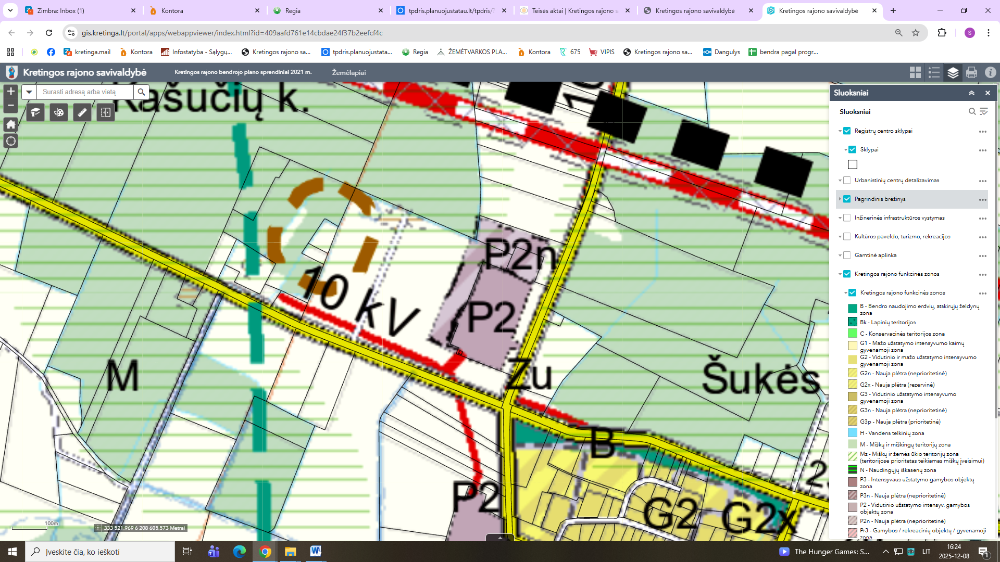 Zimbra: Inbox (1)
Kontora
Regia
tpdris.planuojustatau.lt/tpdris/
Teisės aktai | Kretingos rajono s
Kretingos rajono savivaldybė
Kretingos rajono savivaldybė
gis.kretinga.lt/portal/apps/webappviewer/index.html?id=409aafd761e14cbdae24f37b2eefcf4c
S
kretinga.mail
Kontora
Infostatyba - Sąlygų...
Kretingos rajono sa...
tpdris.planuojustata...
Regia
ŽEMĖTVARKOS PLA...
Kontora
675
VIPIS
Kretingos rajono sa...
Dangulys
bendra pagal progr...
Kretingos rajono savivaldybė
Kretingos rajono bendrojo plano sprendiniai 2021 m.
Žemėlapiai
Surasti adresą arba vietą
Kašučių k.
10 kV
P2n
P2
Žu
M
Šukės
B
P2
G2
G2x
100m
333 521,969 6 208 605,573 Metrai
Sluoksniai
Sluoksniai
Registrų centro sklypai
Sklypai
Urbanistinių centrų detalizavimas
Pagrindinis brėžinys
Inžinerinės infrastruktūros vystymas
Kultūros paveldo, turizmo, rekreacijos
Gamtinė aplinka
Kretingos rajono funkcinės zonos
Kretingos rajono funkcinės zonos
B - Bendro naudojimo erdvių, atskirųjų želdynų
zona
Bk - Lapinių teritorijos
C - Konservacinės teritorijos zona
G1 - Mažo užstatymo intensyvumo kaimų
gyvenamoji zona
G2 - Vidutinio ir mažo užstatymo intensyvumo
gyvenamoji zona
G2n - Nauja plėtra (neprioritetinė)
G2x - Nauja plėtra (rezervinė)
G3 - Vidutinio užstatymo intensyvumo
gyvenamoji zona
G3n - Nauja plėtra (neprioritetinė)
G3p - Nauja plėtra (prioritetinė)
H - Vandens telkinių zona
M - Miškų ir miškingų teritorijų zona
Mz - Miškų ir žemės ūkio teritorijų zona
(teritorijose prioritetas teikiamas miškų įveisimui)
N - Naudingųjų iškasenų zona
P3 - Intensyvaus užstatymo gamybos objektų
zona
P3n - Nauja plėtra (neprioritetinė)
P2 - Vidutinio užstatymo intensyv. gamybos
objektų zona
P2n - Nauja plėtra (neprioritetinė)
Pr3 - Gamybos / rekreacinių objektų / gyvenamoji
zona
Įveskite čia, ko ieškoti
The Hunger Games: S...
LIT
16:24
2025-12-08
1